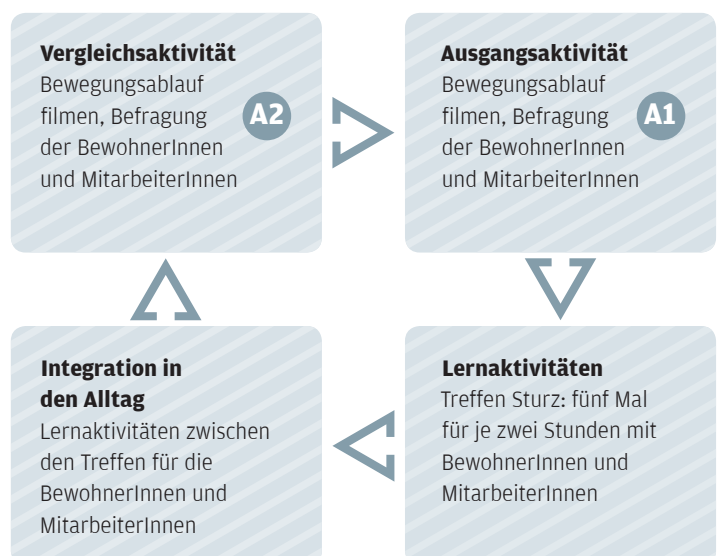 Vergleichsaktivität
Bewegungsablauf
filmen, Befragung
der BewohnerInnen
und MitarbeiterInnen
A2
Ausgangsaktivität
Bewegungsablauf
filmen, Befragung
der BewohnerInnen
und MitarbeiterInnen
A1
Integration in
den Alltag
Lernaktivitäten zwischen
den Treffen für die
BewohnerInnen und
MitarbeiterInnen
Lernaktivitäten
Treffen Sturz: fünf Mal
für je zwei Stunden mit
BewohnerInnen und
MitarbeiterInnen